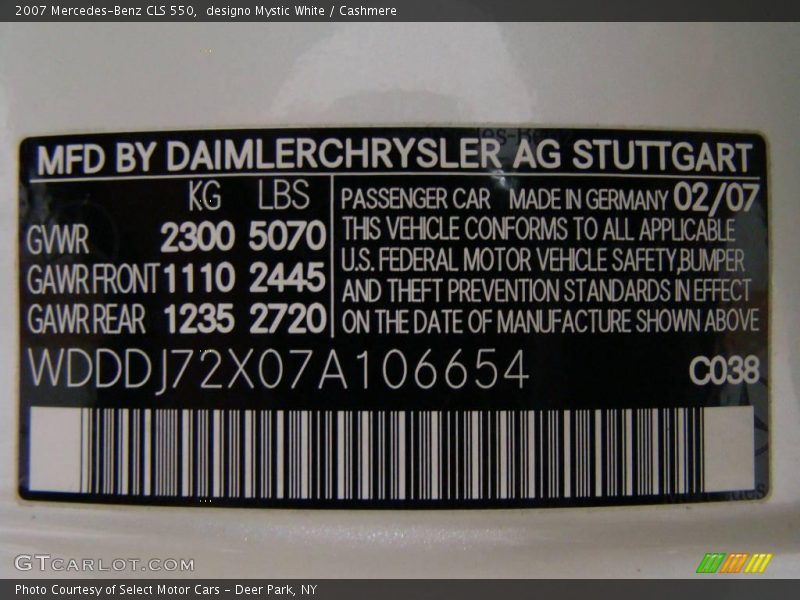 2007 Mercedes-Benz CLS 550,  designo Mystic White / Cashmere
MFD BY DAIMLERCHRYSLER AG STUTTGART
KG LBS
GVWR 2300 5070
GAWR FRONT 1110 2445
GAWR REAR 1235 2720
PASSENGER CAR MADE IN GERMANY 02/07
THIS VEHICLE CONFORMS TO ALL APPLICABLE
U.S. FEDERAL MOTOR VEHICLE SAFETY,BUMPER
AND THEFT PREVENTION STANDARDS IN EFFECT
ON THE DATE OF MANUFACTURE SHOWN ABOVE
WDDDJ72X07A106654 C038
GTCARLOT.COM
Photo Courtesy of Select Motor Cars - Deer Park, NY